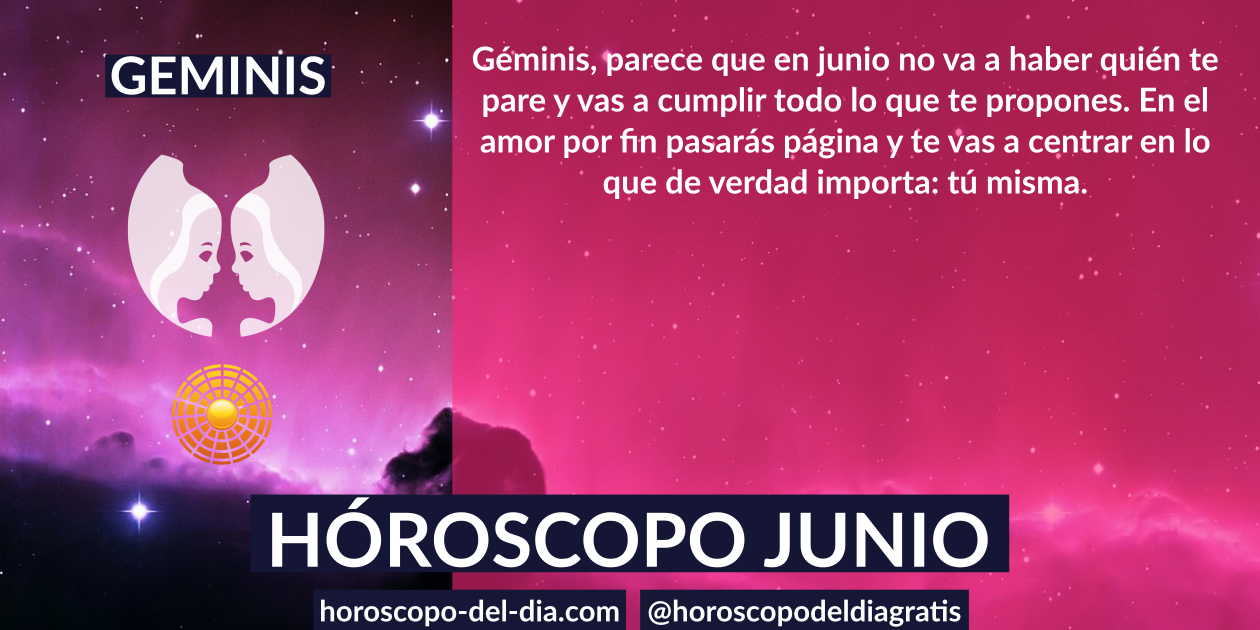 GEMINIS
Géminis, parece que en junio no va a haber quién te
pare y vas a cumplir todo lo que te propones. En el
amor por fin pasarás página y te vas a centrar en lo
que de verdad importa: tú misma.
HÓROSCOPO JUNIO
horoscopo-del-dia.com
@horoscopodeldiagratis